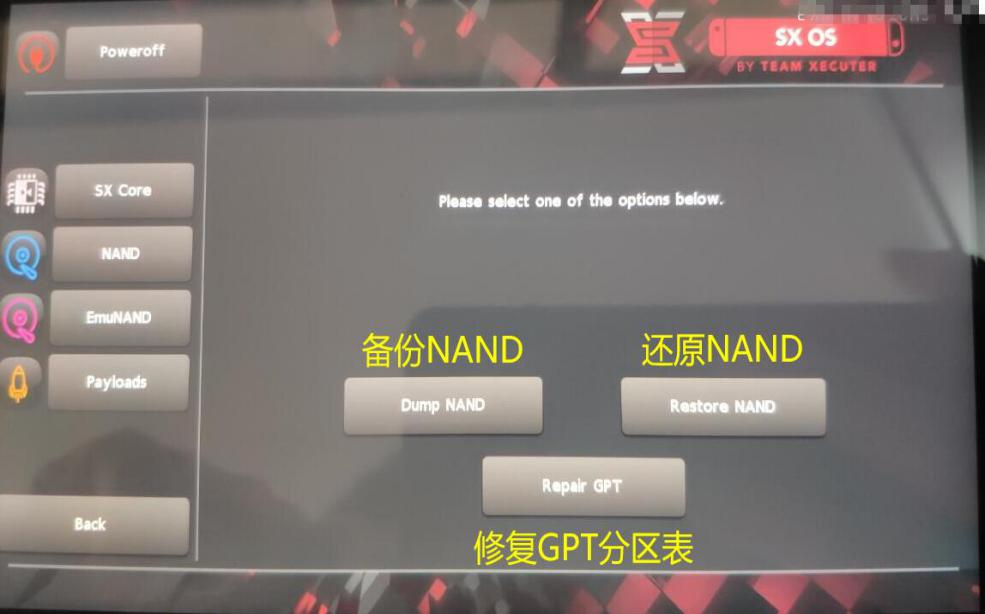 Poweroff
SX OS
BY TEAM XECUTER
SX Core
NAND
EmuNAND
Payloads
Back
Please select one of the options below.
备份NAND
还原NAND
Dump NAND
Restore NAND
Repair GPT
修复GPT分区表